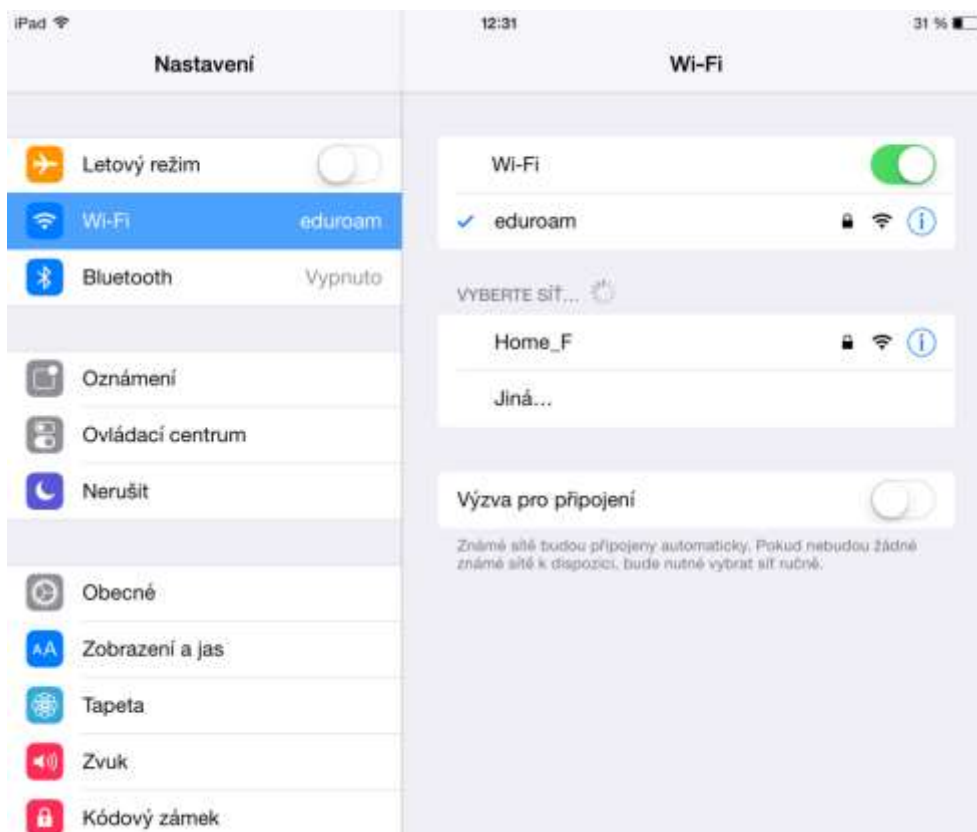 iPad
12:31
31 %
Nastavení
Wi-Fi
Letový režim
Wi-Fi eduroam
Bluetooth Vypnuto
Oznámení
Ovládací centrum
Nerušit
Obecné
AA Zobrazení a jas
Tapeta
Zvuk
Kódový zámek
Wi-Fi
eduroam
VYBERTE SÍŤ...
Home_F
Jiná...
Výzva pro připojení
Známé sítě budou připojeny automaticky. Pokud nebudou žádné
známé sítě k dispozici, bude nutné vybrat síť ručně.